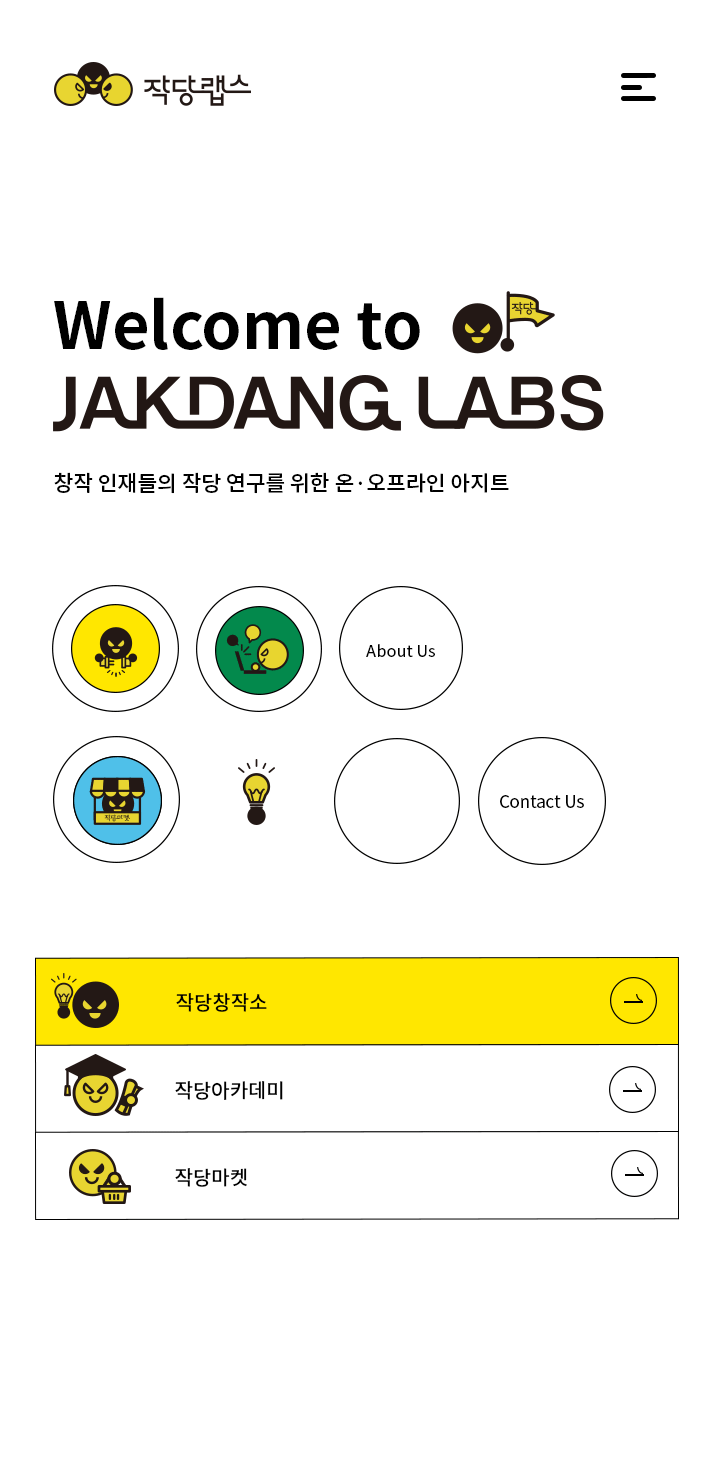 작당랩스
Welcome to
작당
JAKDANG LABS
창작 인재들의 작당 연구를 위한 온·오프라인 아지트
About Us
작당마켓
Contact Us
작당창작소
작당아카데미
작당마켓